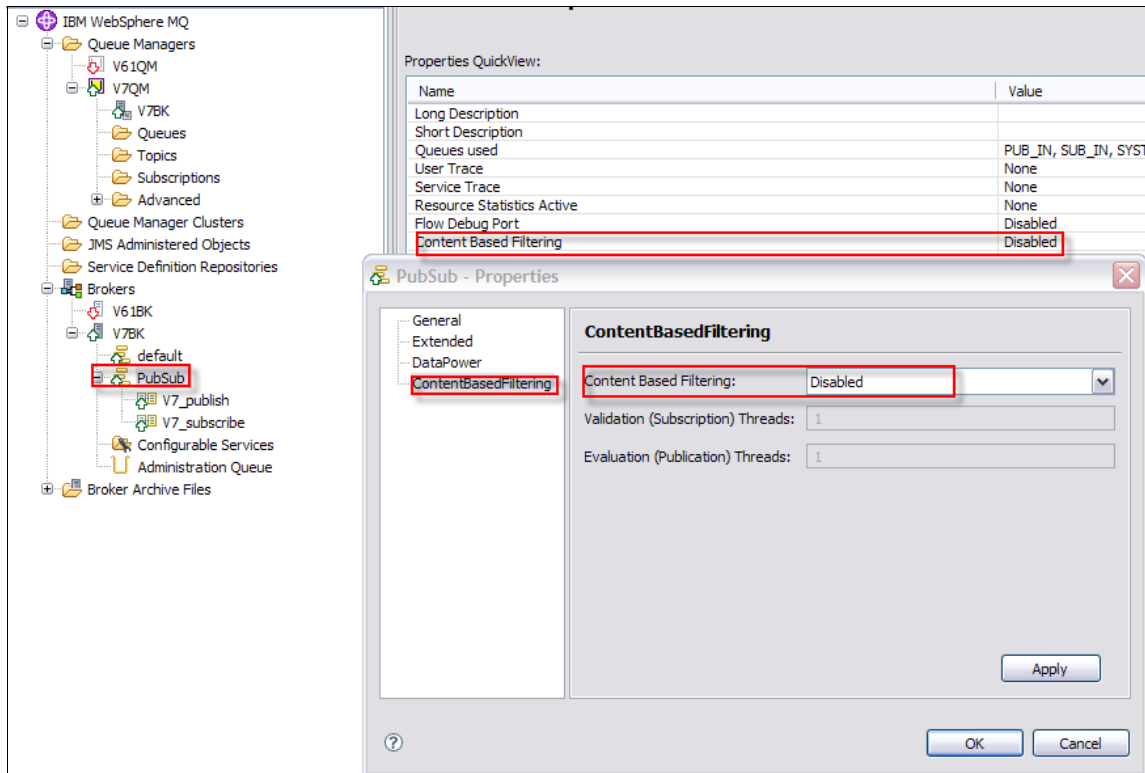 IBM WebSphere MQ
Queue Managers
V61QM
V7QM
V7BK
Queues
Topics
Subscriptions
Advanced
Queue Manager Clusters
JMS Administered Objects
Service Definition Repositories
Brokers
V61BK
V7BK
default
PubSub
V7_publish
V7_subscribe
Configurable Services
Administration Queue
Broker Archive Files
Properties QuickView:
Name Value
Long Description
Short Description
Queues used PUB_IN, SUB_IN, SYST
User Trace None
Service Trace None
Resource Statistics Active None
Flow Debug Port Disabled
Content Based Filtering Disabled
PubSub - Properties
General
Extended
DataPower
ContentBasedFiltering
ContentBasedFiltering
Content Based Filtering: Disabled
Validation (Subscription) Threads: 1
Evaluation (Publication) Threads: 1
Apply
? OK Cancel